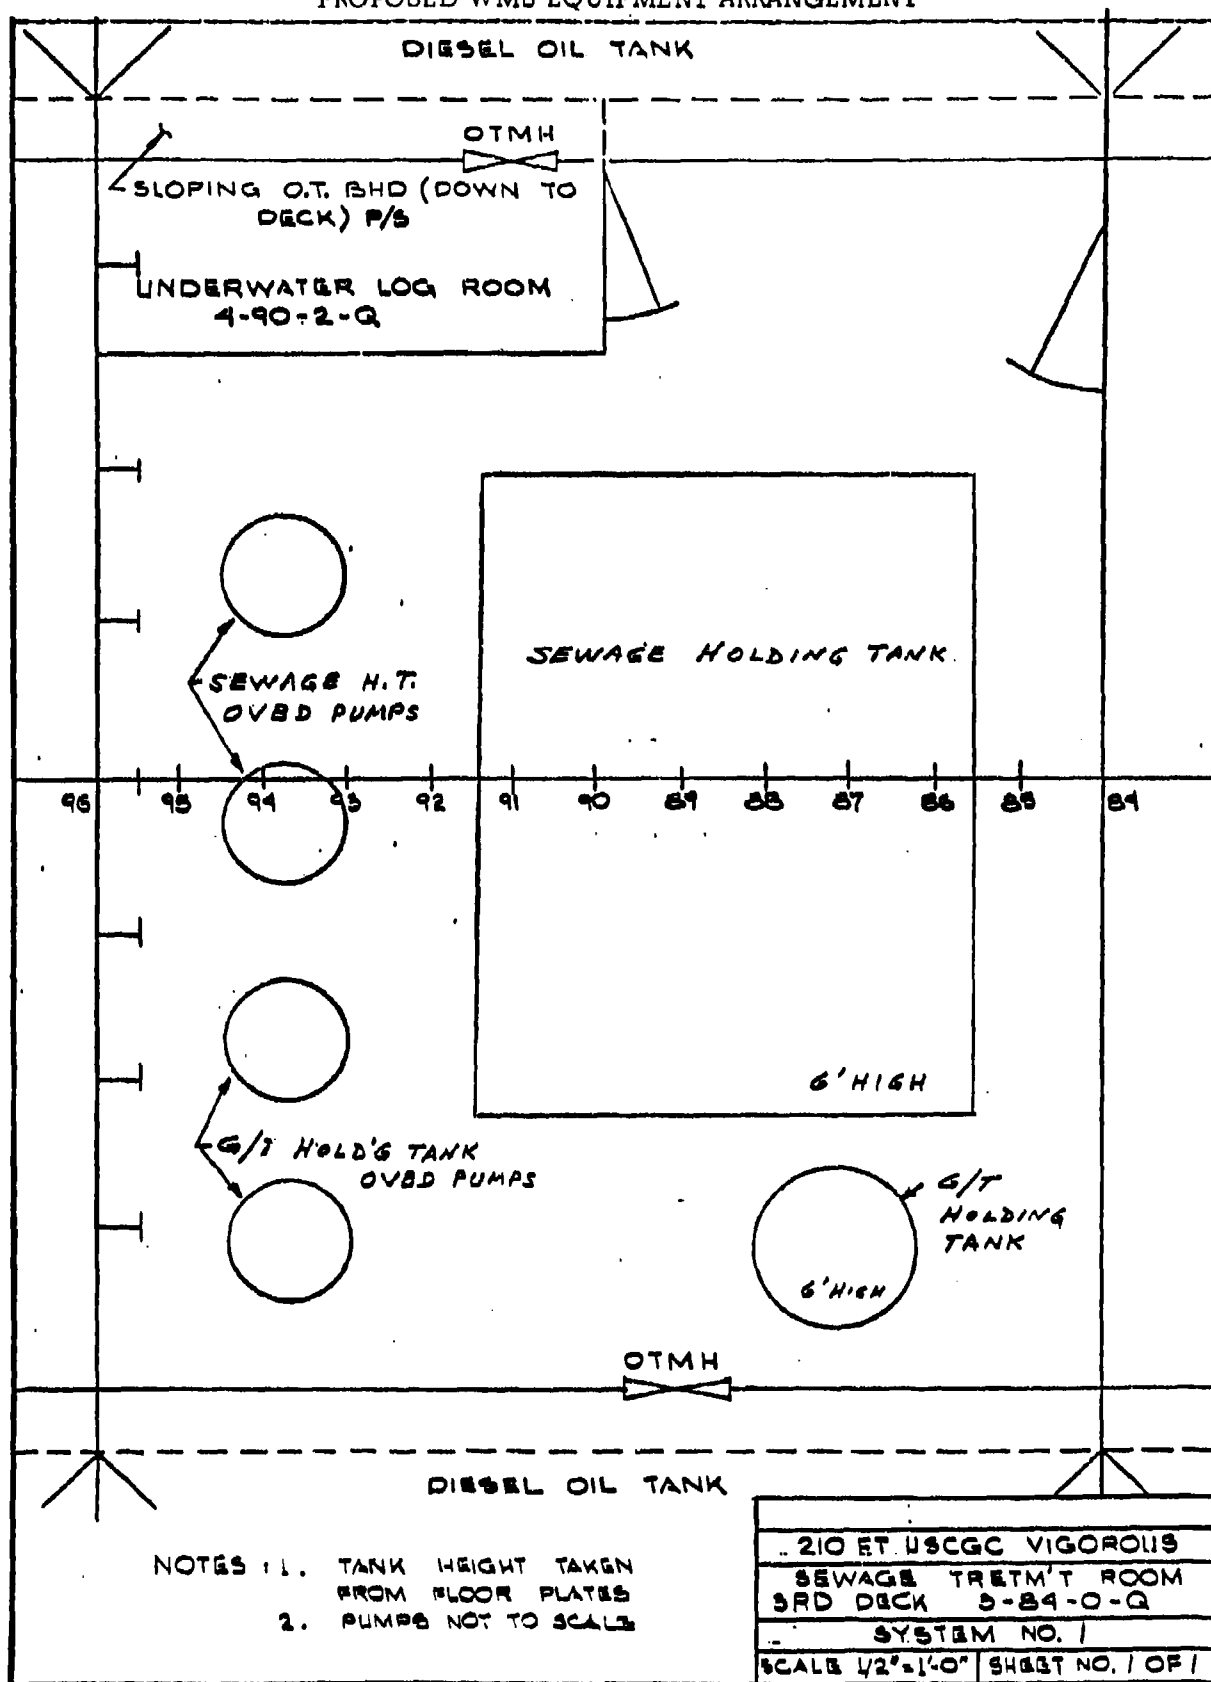 PROPOSED WMS EQUIPMENT ARRANGEMENT
DIESEL OIL TANK
OTMH
SLOPING O.T. BHD (DOWN TO
DECK) P/S
UNDERWATER LOG ROOM
4-90-2-Q
SEWAGE HOLDING TANK
SEWAGE H.T.
OVBD PUMPS
96 95 94 93 92 91 90 89 88 87 86 85 84
6' HIGH
G/T HOLD'G TANK
OVBD PUMPS
G/T
HOLDING
TANK
6' HIGH
OTMH
DIESEL OIL TANK
NOTES: 1. TANK HEIGHT TAKEN
FROM FLOOR PLATES
2. PUMPS NOT TO SCALE
210 FT. USCGC VIGOROUS
SEWAGE TRETM'T ROOM
3RD DECK 3-84-0-Q
SYSTEM NO. 1
SCALE 1/2"=1'-0" SHEET NO. 1 OF 1